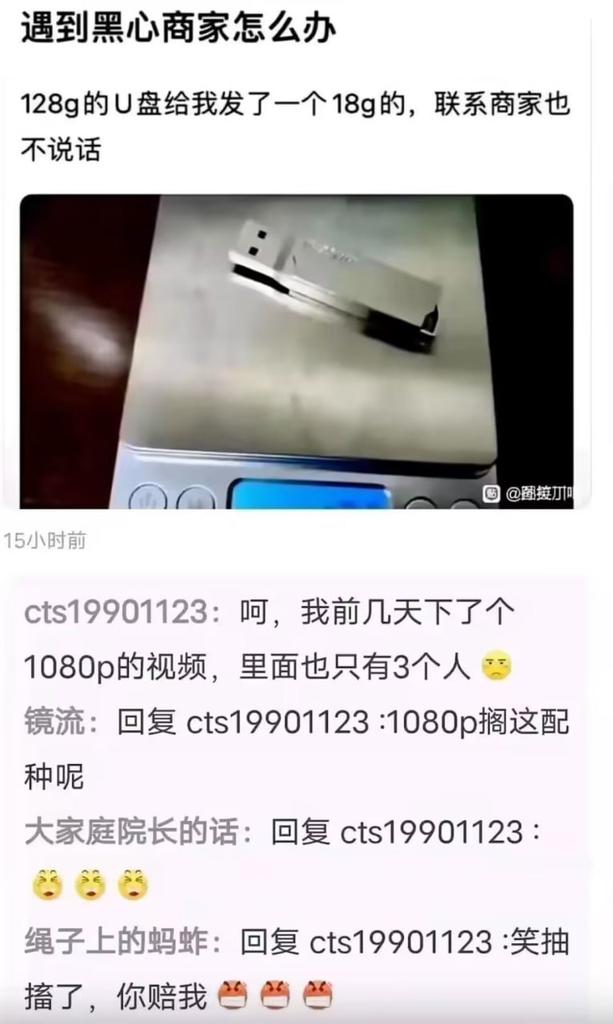 遇到黑心商家怎么办
128g的U盘给我发了一个18g的，联系商家也
不说话
15小时前
cts19901123：呵，我前几天下了个
1080p的视频，里面也只有3个人
镜流：回复 cts19901123 :1080p搁这配
种呢
大家庭院长的话：回复 cts19901123 :
绳子上的蚂蚱：回复 cts19901123 :笑抽
搐了，你赔我